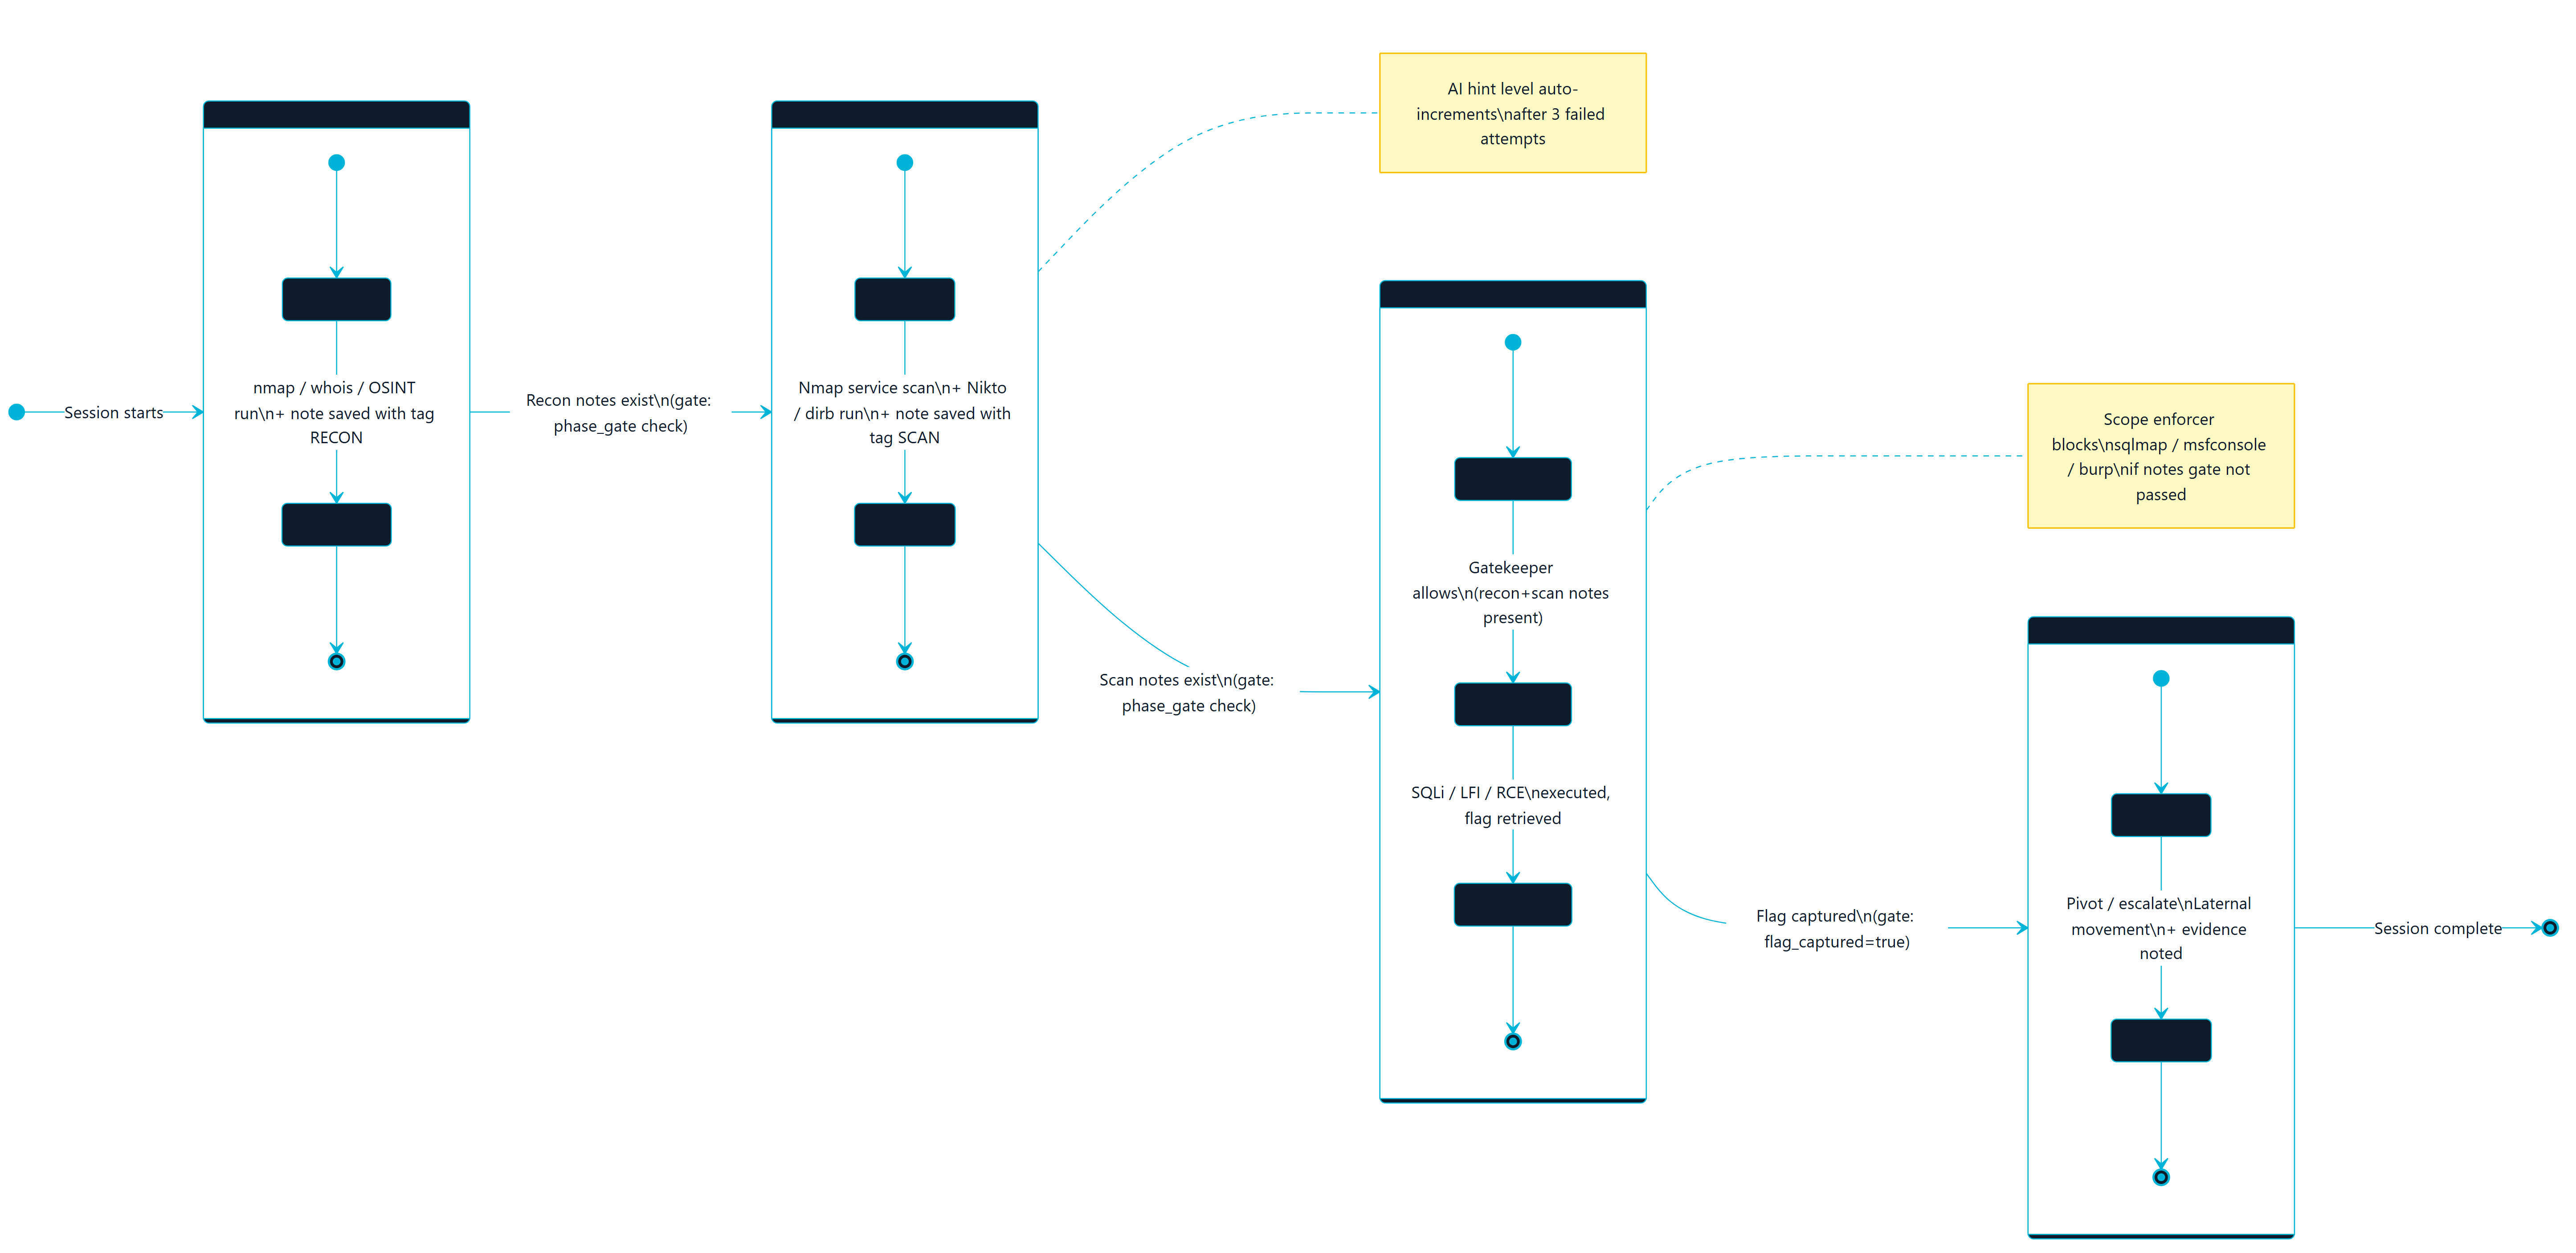 AI hint level auto-
increments\nafter 3 failed
attempts
Session starts
nmap / whois / OSINT
run\n+ note saved with tag
RECON
Recon notes exist\n(gate:
phase_gate check)
Nmap service scan\n+ Nikto
/ dirb run\n+ note saved with
tag SCAN
Scan notes exist\n(gate:
phase_gate check)
Gatekeeper
allows\n(recon+scan notes
present)
SQLi / LFI / RCE\nexecuted,
flag retrieved
Scope enforcer
blocks\nsqlmap / msfconsole
/ burp\nif notes gate not
passed
Flag captured\n(gate:
flag_captured=true)
Pivot / escalate\nLaternal
movement\n+ evidence
noted
Session complete